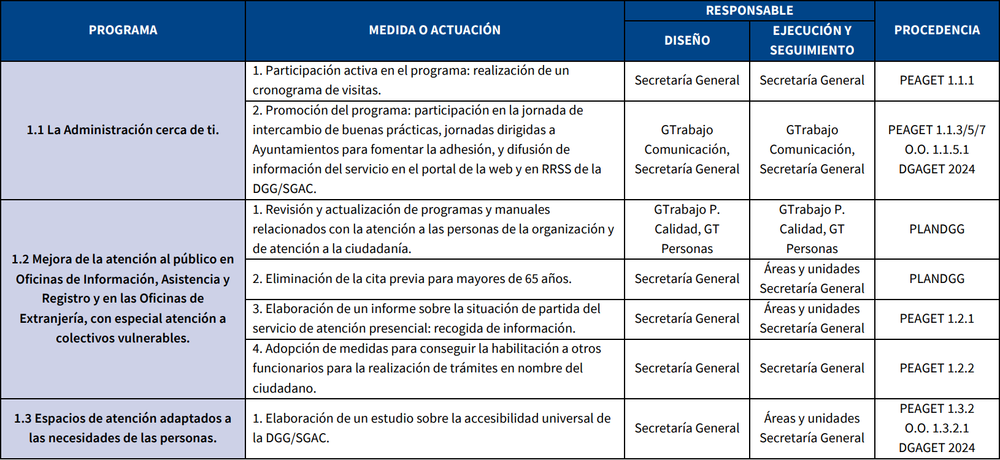 PROGRAMA
MEDIDA O ACTUACIÓN
RESPONSABLE
DISEÑO
EJECUCIÓN Y
SEGUIMIENTO
PROCEDENCIA
1.1 La Administración cerca de ti.
1. Participación activa en el programa: realización de un
cronograma de visitas.
Secretaría General
Secretaría General
PEAGET 1.1.1
2. Promoción del programa: participación en la jornada de
intercambio de buenas prácticas, jornadas dirigidas a
Ayuntamientos para fomentar la adhesión, y difusión de
información del servicio en el portal de la web y en RRSS de la
DGG/SGAC.
GTrabajo
Comunicación,
Secretaría General
GTrabajo
Comunicación,
Secretaría General
PEAGET 1.1.3/5/7
O.O. 1.1.5.1
DGAGET 2024
1.2 Mejora de la atención al público en
Oficinas de Información, Asistencia y
Registro y en las Oficinas de
Extranjería, con especial atención a
colectivos vulnerables.
1. Revisión y actualización de programas y manuales
relacionados con la atención a las personas de la organización y
de atención a la ciudadanía.
GTrabajo P.
Calidad, GT
Personas
GTrabajo P.
Calidad, GT
Personas
PLANDGG
2. Eliminación de la cita previa para mayores de 65 años.
Secretaría General
Áreas y unidades
Secretaría General
PLANDGG
3. Elaboración de un informe sobre la situación de partida del
servicio de atención presencial: recogida de información.
Secretaría General
Áreas y unidades
Secretaría General
PEAGET 1.2.1
4. Adopción de medidas para conseguir la habilitación a otros
funcionarios para la realización de trámites en nombre del
ciudadano.
Secretaría General
Secretaría General
PEAGET 1.2.2
1.3 Espacios de atención adaptados a
las necesidades de las personas.
1. Elaboración de un estudio sobre la accesibilidad universal de
la DGG/SGAC.
Secretaría General
Áreas y unidades
Secretaría General
PEAGET 1.3.2
O.O. 1.3.2.1
DGAGET 2024